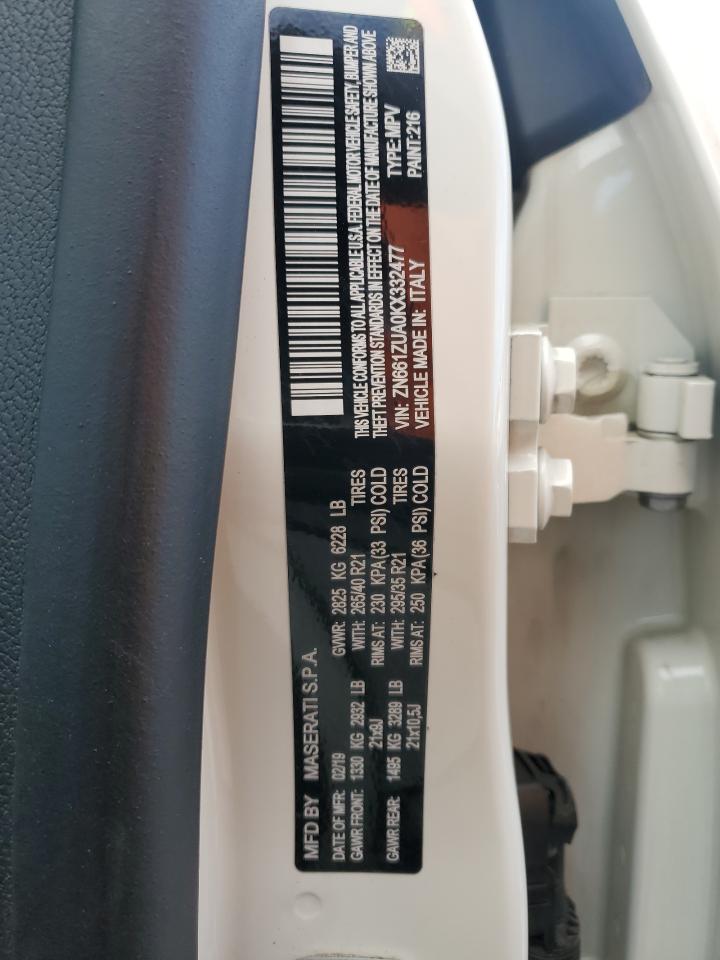 MFD BY MASERATI S.P.A.
DATE OF MFR: 02/19 GVWR: 2825 KG 6228 LB
GAWR FRONT: 1330 KG 2932 LB WITH: 265/40 R21 TIRES
21x9J RIMS AT: 230 KPA (33 PSI) COLD
GAWR REAR: 1495 KG 3289 LB WITH: 295/35 R21 TIRES
21x10,5J RIMS AT: 250 KPA (36 PSI) COLD
THIS VEHICLE CONFORMS TO ALL APPLICABLE U.S.A. FEDERAL MOTOR VEHICLE SAFETY, BUMPER AND
THEFT PREVENTION STANDARDS IN EFFECT ON THE DATE OF MANUFACTURE SHOWN ABOVE
VIN: ZN661ZUA0KX332477 TYPE: MPV
VEHICLE MADE IN: ITALY PAINT: 216